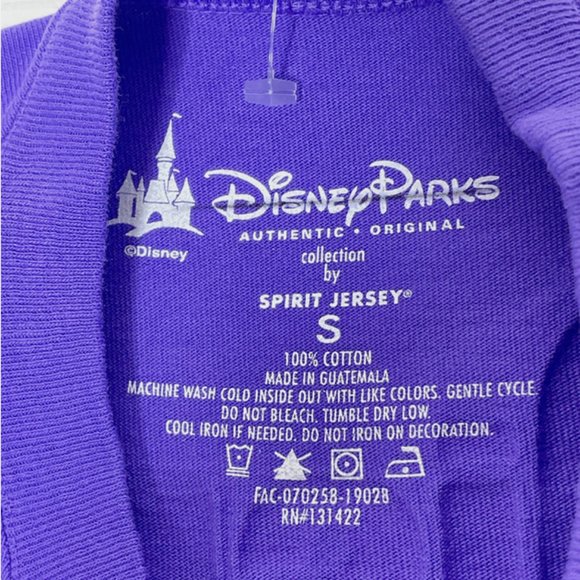 Disney Parks
AUTHENTIC • ORIGINAL
©Disney
collection
by
SPIRIT JERSEY®
S
100% COTTON
MADE IN GUATEMALA
MACHINE WASH COLD INSIDE OUT WITH LIKE COLORS. GENTLE CYCLE
DO NOT BLEACH. TUMBLE DRY LOW.
COOL IRON IF NEEDED. DO NOT IRON ON DECORATION.
FAC-070258-19028
RN#131422